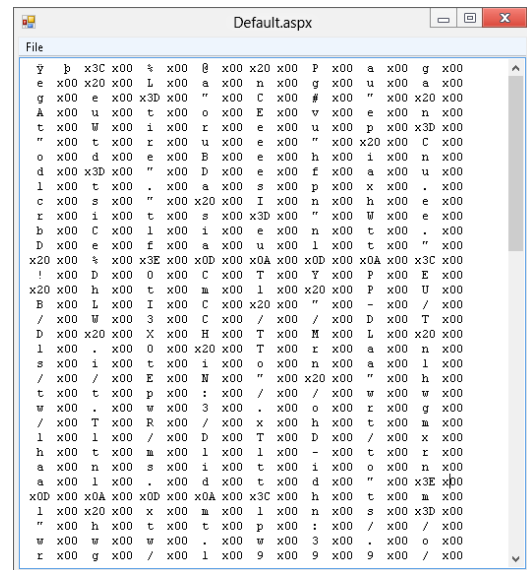 Default.aspx
File
ÿ þ x3C x00 % x00 @ x00 x20 x00 P x00 a x00 g x00
e x00 x20 x00 L x00 a x00 n x00 g x00 u x00 a x00
g x00 e x00 x3D x00 " x00 C x00 # x00 " x00 x20 x00
A x00 u x00 t x00 o x00 E x00 v x00 e x00 n x00
t x00 W x00 i x00 r x00 e x00 u x00 p x00 x3D x00
" x00 t x00 r x00 u x00 e x00 " x00 x20 x00 C x00
o x00 d x00 e x00 B x00 e x00 h x00 i x00 n x00
d x00 x3D x00 " x00 D x00 e x00 f x00 a x00 u x00
l x00 t x00 . x00 a x00 s x00 p x00 x x00 . x00
c x00 s x00 " x00 x20 x00 I x00 n x00 h x00 e x00
r x00 i x00 t x00 s x00 x3D x00 " x00 W x00 e x00
b x00 C x00 l x00 i x00 e x00 n x00 t x00 . x00
D x00 e x00 f x00 a x00 u x00 l x00 t x00 " x00
x20 x00 % x00 x3E x00 x0D x00 x0A x00 x0D x00 x0A x00 x3C x00
! x00 D x00 O x00 C x00 T x00 Y x00 P x00 E x00
x20 x00 h x00 t x00 m x00 l x00 x20 x00 P x00 U x00
B x00 L x00 I x00 C x00 x20 x00 " x00 - x00 / x00
/ x00 W x00 3 x00 C x00 / x00 / x00 D x00 T x00
D x00 x20 x00 X x00 H x00 T x00 M x00 L x00 x20 x00
1 x00 . x00 0 x00 x20 x00 T x00 r x00 a x00 n x00
s x00 i x00 t x00 i x00 o x00 n x00 a x00 l x00
/ x00 / x00 E x00 N x00 " x00 x20 x00 " x00 h x00
t x00 t x00 p x00 : x00 / x00 / x00 w x00 w x00
w x00 . x00 w x00 3 x00 . x00 o x00 r x00 g x00
/ x00 T x00 R x00 / x00 x x00 h x00 t x00 m x00
l x00 1 x00 / x00 D x00 T x00 D x00 / x00 x x00
h x00 t x00 m x00 l x00 1 x00 - x00 t x00 r x00
a x00 n x00 s x00 i x00 t x00 i x00 o x00 n x00
a x00 l x00 . x00 d x00 t x00 d x00 " x00 x3E x00
x0D x00 x0A x00 x0D x00 x0A x00 x3C x00 h x00 t x00 m x00
l x00 x20 x00 x x00 m x00 l x00 n x00 s x00 x3D x00
" x00 h x00 t x00 t x00 p x00 : x00 / x00 / x00
w x00 w x00 w x00 . x00 w x00 3 x00 . x00 o x00
r x00 g x00 / x00 1 x00 9 x00 9 x00 9 x00 / x00